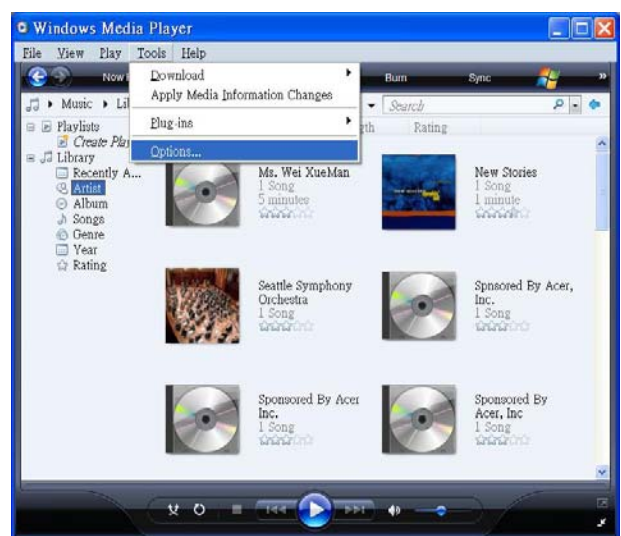 Windows Media Player
File View Play Tools Help
Now
Burn
Sync
Download
Apply Media Information Changes
Plug-ins
Options...
Music
Search
Rating
Playlists
Create
Library
Recently A...
Artist
Album
Songs
Genre
Year
Rating
Ms. Wei XueMan
1 Song
5 minutes
New Stories
1 Song
1 minute
Seattle Symphony
Orchestra
1 Song
Spnsored By Acer,
Inc.
1 Song
Sponsored By Acer
Inc.
1 Song
Sponsored By
Acer, Inc
1 Song